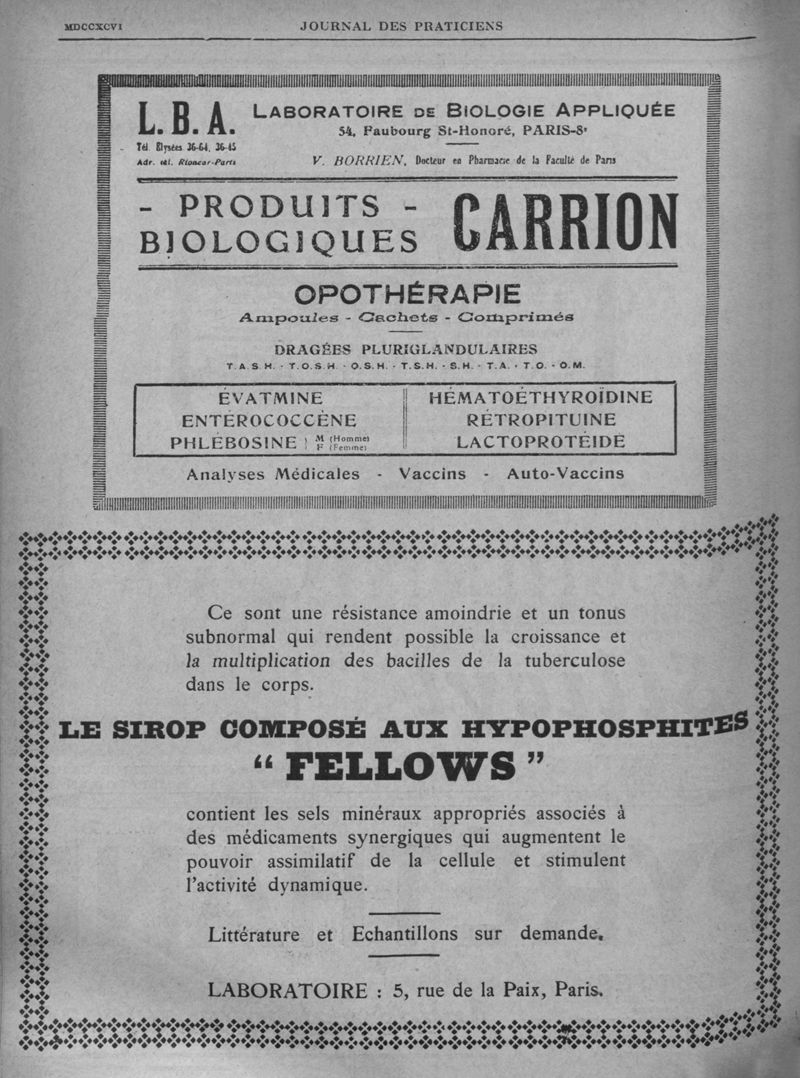 MDCCXCVI
JOURNAL DES PRATICIENS
L.B.A.
Tél. Elysées 36-64, 36-45
Adr. tél. Rioncar-Paris
LABORATOIRE DE BIOLOGIE APPLIQUÉE
54, Faubourg St-Honoré, PARIS-8e
V. BORRIEN, Docteur en Pharmacie de la Faculté de Paris
- PRODUITS -
BIOLOGIQUES
CARRION
OPOTHÉRAPIE
Ampoules - Cachets - Comprimés
DRAGÉES PLURIGLANDULAIRES
T.A.S.H. - T.O.S.H. - O.S.H. - T.S.H. - S.H. - T.A. - T.O. - O.M.
ÉVATMINE
ENTÉROCOCCÈNE
PHLÉBOSINE } M (Homme)
F (Femme)
HÉMATOÉTHYROÏDINE
RÉTROPITUINE
LACTOPROTÉIDE
Analyses Médicales - Vaccins - Auto-Vaccins
Ce sont une résistance amoindrie et un tonus
subnormal qui rendent possible la croissance et
la multiplication des bacilles de la tuberculose
dans le corps.
LE SIROP COMPOSÉ AUX HYPOPHOSPHITES
“ FELLOWS ”
contient les sels minéraux appropriés associés à
des médicaments synergiques qui augmentent le
pouvoir assimilatif de la cellule et stimulent
l'activité dynamique.
Littérature et Echantillons sur demande.
LABORATOIRE : 5, rue de la Paix, Paris.